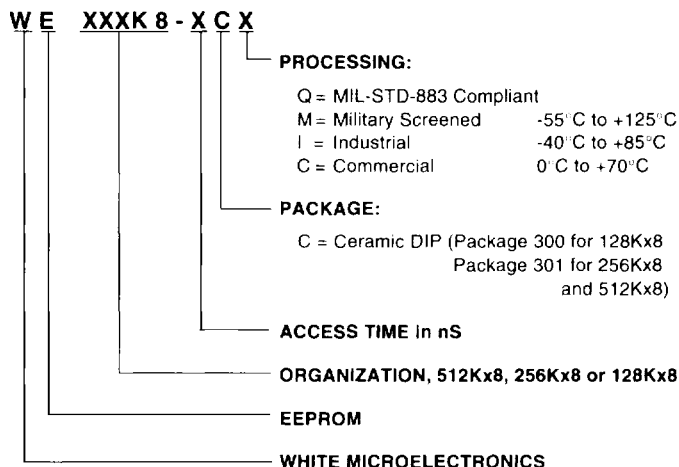 W E XXXK 8 - X C X
PROCESSING:
Q = MIL-STD-883 Compliant
M = Military Screened -55°C to +125°C
I = Industrial -40°C to +85°C
C = Commercial 0°C to +70°C
PACKAGE:
C = Ceramic DIP (Package 300 for 128Kx8
Package 301 for 256Kx8
and 512Kx8)
ACCESS TIME in nS
ORGANIZATION, 512Kx8, 256Kx8 or 128Kx8
EEPROM
WHITE MICROELECTRONICS